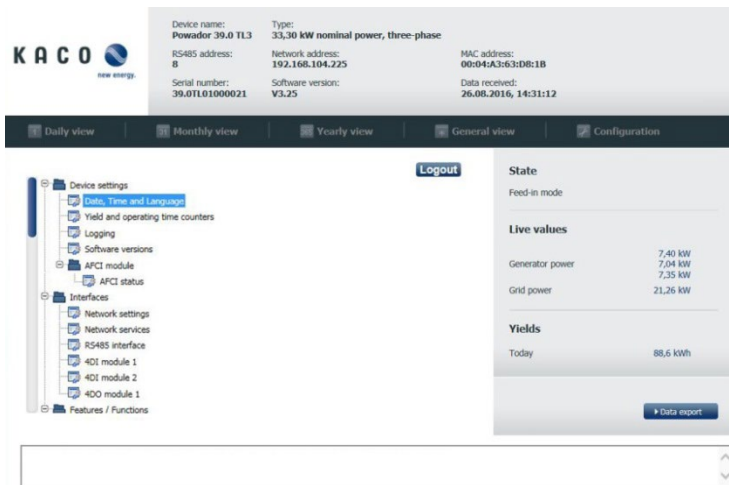 KACO
new energy.
Device name:
Powador 39.0 TL3
Type:
33,30 kW nominal power, three-phase
RS485 address:
8
Network address:
192.168.104.225
MAC address:
00:04:A3:63:D8:1B
Serial number:
39.0TL01000021
Software version:
V3.25
Data received:
26.08.2016, 14:31:12
1 Daily view
31 Monthly view
365 Yearly view
General view
Configuration
Logout
Device settings
Date, Time and Language
Yield and operating time counters
Logging
Software versions
AFCI module
AFCI status
Interfaces
Network settings
Network services
RS485 interface
4DI module 1
4DI module 2
4DO module 1
Features / Functions
State
Feed-in mode
Live values
Generator power
7,40 kW
7,04 kW
7,35 kW
Grid power
21,26 kW
Yields
Today
88,6 kWh
Data export